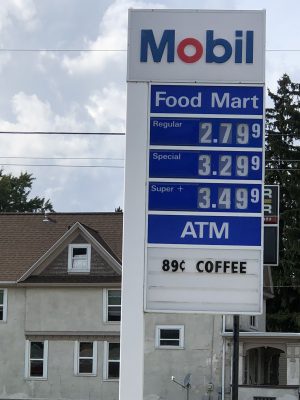 Mobil
Food Mart
Regular 2.79 9
Special 3.29 9
Super + 3.49 9
ATM
89¢ COFFEE